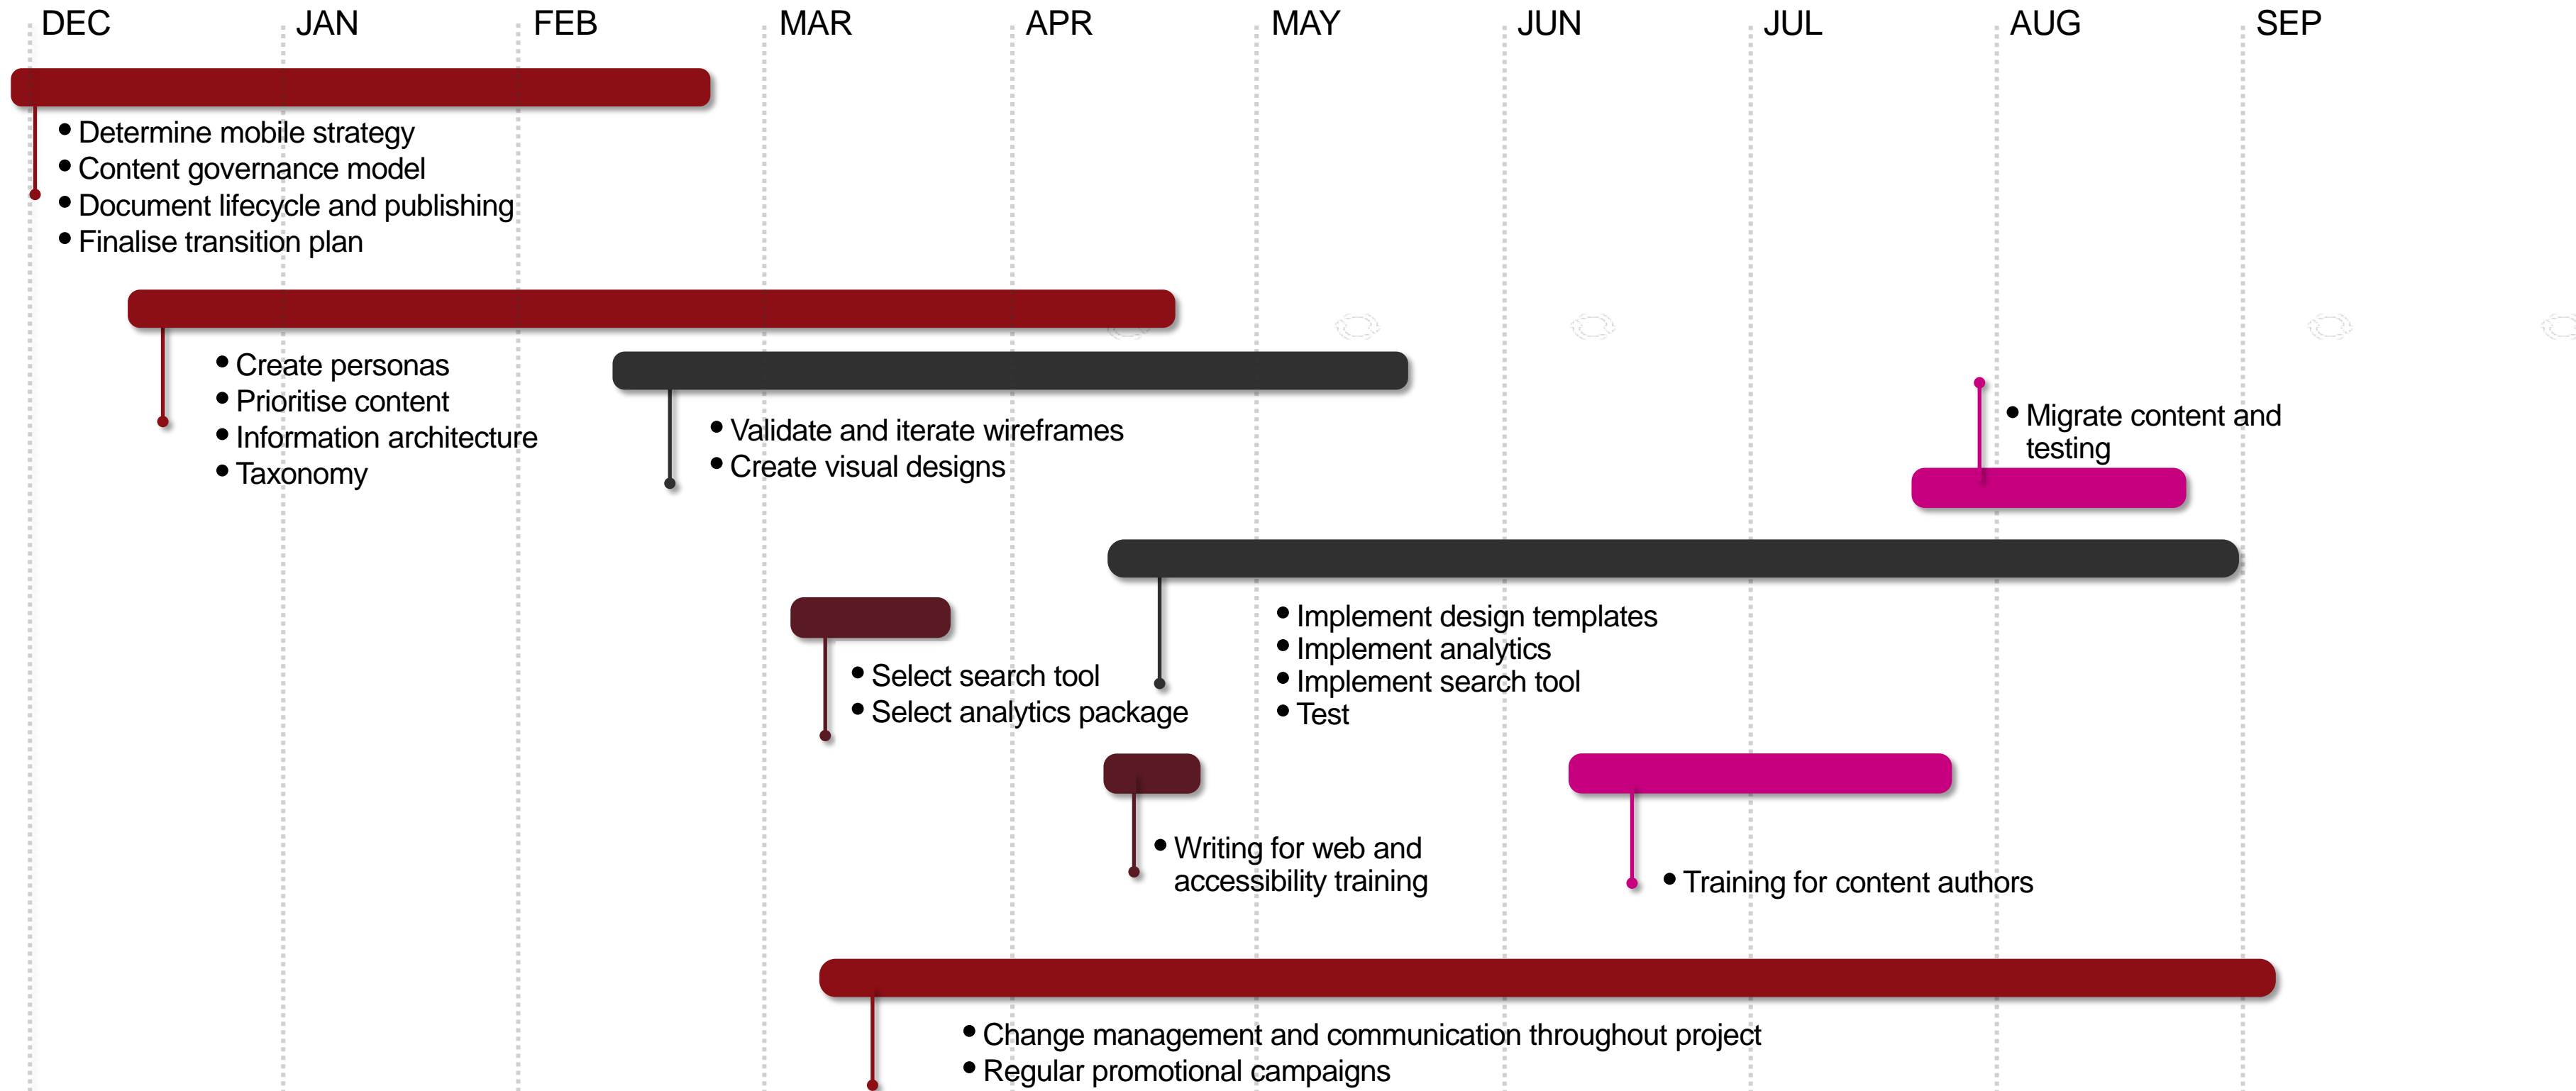 DEC JAN FEB MAR APR MAY JUN JUL AUG SEP
• Determine mobile strategy
• Content governance model
• Document lifecycle and publishing
• Finalise transition plan
• Create personas
• Prioritise content
• Information architecture
• Taxonomy
• Validate and iterate wireframes
• Create visual designs
• Migrate content and
testing
• Select search tool
• Select analytics package
• Implement design templates
• Implement analytics
• Implement search tool
• Test
• Writing for web and
accessibility training
• Training for content authors
• Change management and communication throughout project
• Regular promotional campaigns